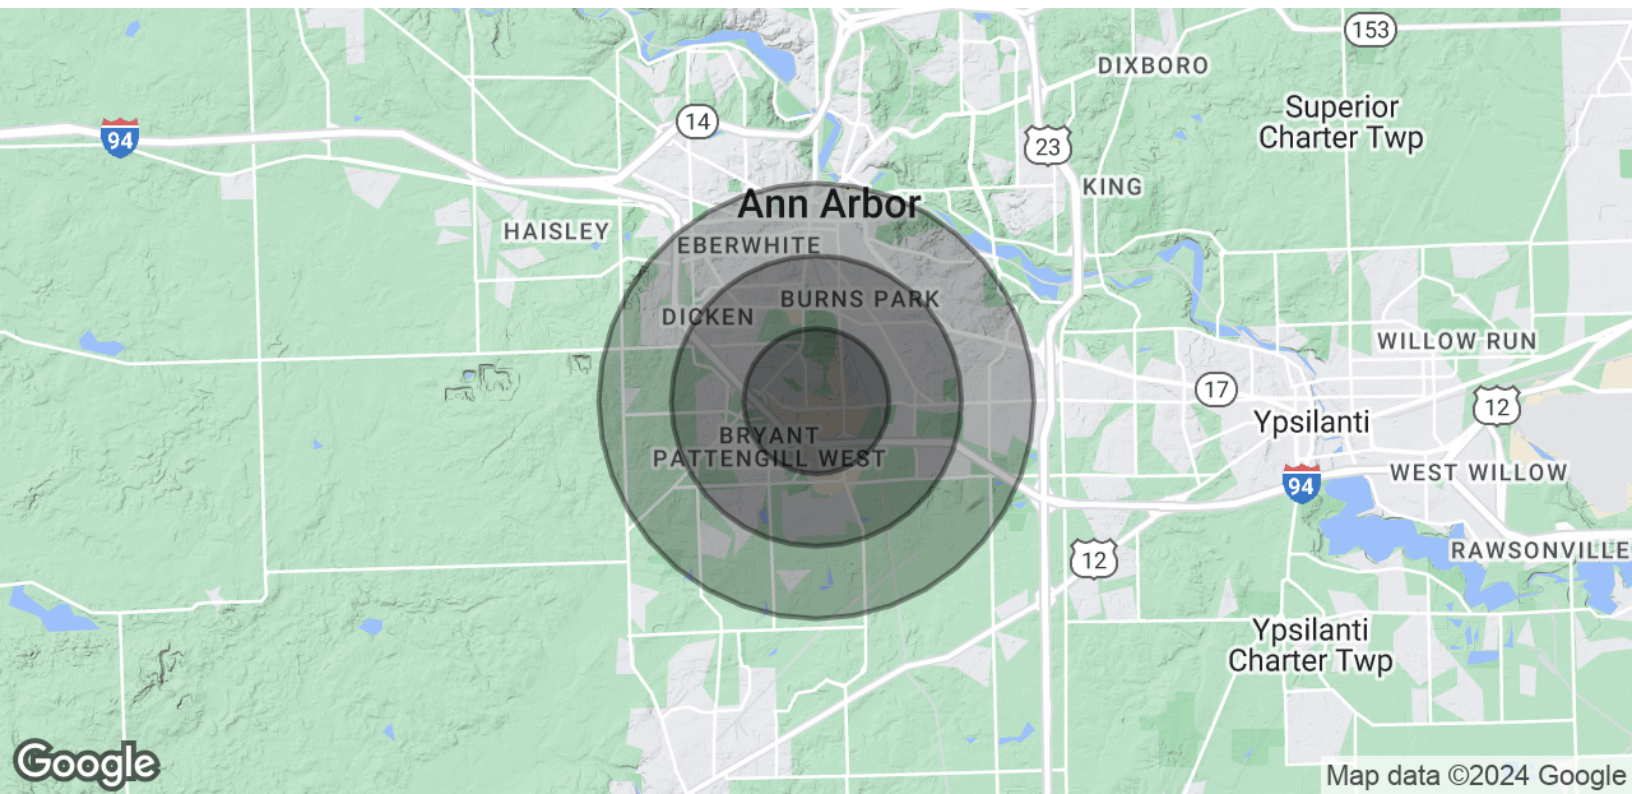 153
DIXBORO
Superior
Charter Twp
94
14
23
KING
Ann Arbor
HAISLEY
EBERWHITE
BURNS PARK
DICKEN
WILLOW RUN
17
12
Ypsilanti
BRYANT
PATTENGILL WEST
94
WEST WILLOW
12
RAWSONVILLE
Ypsilanti
Charter Twp
Google
Map data ©2024 Google